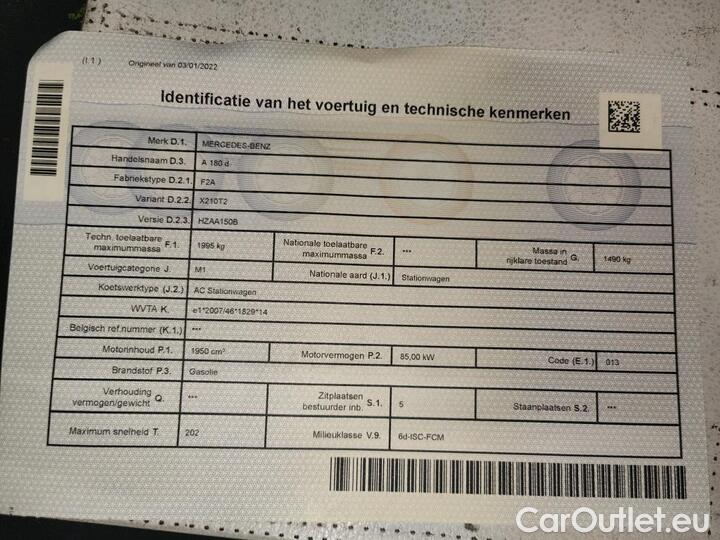 (I.1) Origineel van 03/01/2022
Identificatie van het voertuig en technische kenmerken
Merk D.1. MERCEDES-BENZ
Handelsnaam D.3. A 180 d
Fabriekstype D.2.1. F2A
Variant D.2.2. X210T2
Versie D.2.3. HZAA150B
Techn. toelaatbare maximummassa F.1. 1995 kg Nationale toelaatbare maximummassa F.2. *** Massa in rijklare toestand G. 1490 kg
Voertuigcategorie J. M1 Nationale aard (J.1.) Stationwagen
Koetswerktype (J.2.) AC Stationwagen
WVTA K. e1*2007/46*1829*14
Belgisch ref.nummer (K.1.) ***
Motorinhoud P.1. 1950 cm³ Motorvermogen P.2. 85,00 kW Code (E.1.) 013
Brandstof P.3. Gasolie
Verhouding vermogen/gewicht Q. *** Zitplaatsen bestuurder inb. S.1. 5 Staanplaatsen S.2. ***
Maximum snelheid T. 202 Milieuklasse V.9. 6d-ISC-FCM
CarOutlet.eu